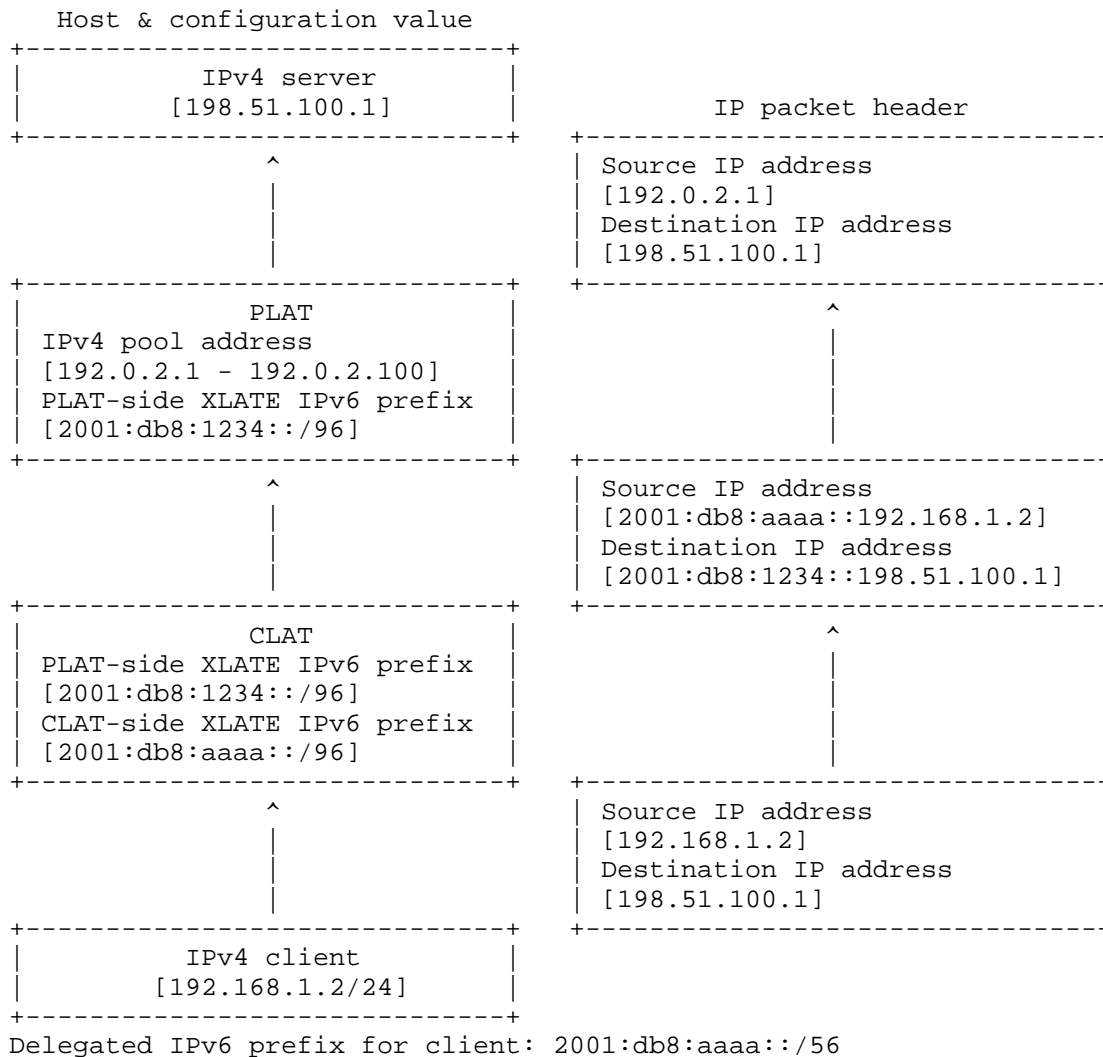 Host & configuration value
IPv4 server
[198.51.100.1]
IP packet header
Source IP address
[192.0.2.1]
Destination IP address
[198.51.100.1]
PLAT
IPv4 pool address
[192.0.2.1 - 192.0.2.100]
PLAT-side XLATE IPv6 prefix
[2001:db8:1234::/96]
Source IP address
[2001:db8:aaaa::192.168.1.2]
Destination IP address
[2001:db8:1234::198.51.100.1]
CLAT
PLAT-side XLATE IPv6 prefix
[2001:db8:1234::/96]
CLAT-side XLATE IPv6 prefix
[2001:db8:aaaa::/96]
Source IP address
[192.168.1.2]
Destination IP address
[198.51.100.1]
IPv4 client
[192.168.1.2/24]
Delegated IPv6 prefix for client: 2001:db8:aaaa::/56